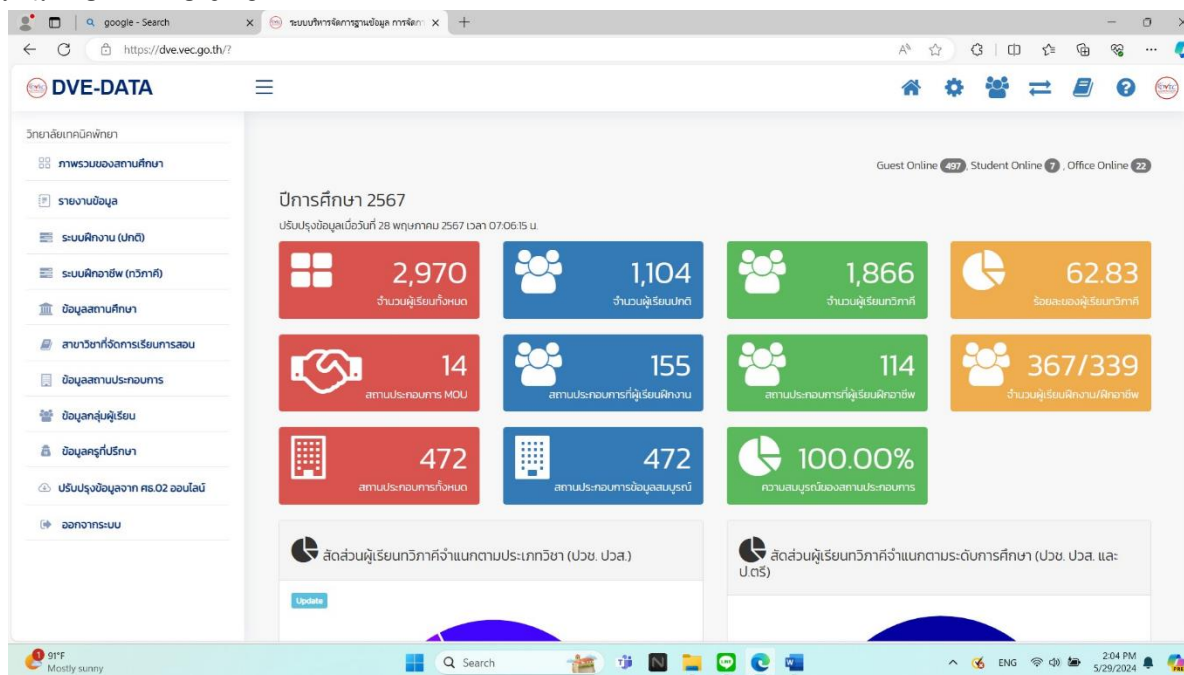 google - Search
ระบบบริหารจัดการฐานข้อมูล การจัดกา
https://dve.vec.go.th/?
DVE-DATA
วิทยาลัยเทคนิคพัทยา
ภาพรวมของสถานศึกษา
รายงานข้อมูล
ระบบฝึกงาน (ปกติ)
ระบบฝึกอาชีพ (ทวิภาคี)
ข้อมูลสถานศึกษา
สาขาวิชาที่จัดการเรียนการสอน
ข้อมูลสถานประกอบการ
ข้อมูลกลุ่มผู้เรียน
ข้อมูลครูที่ปรึกษา
ปรับปรุงข้อมูลจาก ศธ.02 ออนไลน์
ออกจากระบบ
Guest Online 497, Student Online 7 , Office Online 22
ปีการศึกษา 2567
ปรับปรุงข้อมูลเมื่อวันที่ 28 พฤษภาคม 2567 เวลา 07:06:15 น.
2,970
จำนวนผู้เรียนทั้งหมด
1,104
จำนวนผู้เรียนปกติ
1,866
จำนวนผู้เรียนทวิภาคี
62.83
ร้อยละของผู้เรียนทวิภาคี
14
สถานประกอบการ MOU
155
สถานประกอบการที่ผู้เรียนฝึกงาน
114
สถานประกอบการที่ผู้เรียนฝึกอาชีพ
367/339
จำนวนผู้เรียนฝึกงาน/ฝึกอาชีพ
472
สถานประกอบการทั้งหมด
472
สถานประกอบการข้อมูลสมบูรณ์
100.00%
ความสมบูรณ์ของสถานประกอบการ
สัดส่วนผู้เรียนทวิภาคีจำแนกตามประเภทวิชา (ปวช. ปวส.)
Update
สัดส่วนผู้เรียนทวิภาคีจำแนกตามระดับการศึกษา (ปวช. ปวส. และ
ป.ตรี)
91°F
Mostly sunny
Search
ENG
2:04 PM
5/29/2024